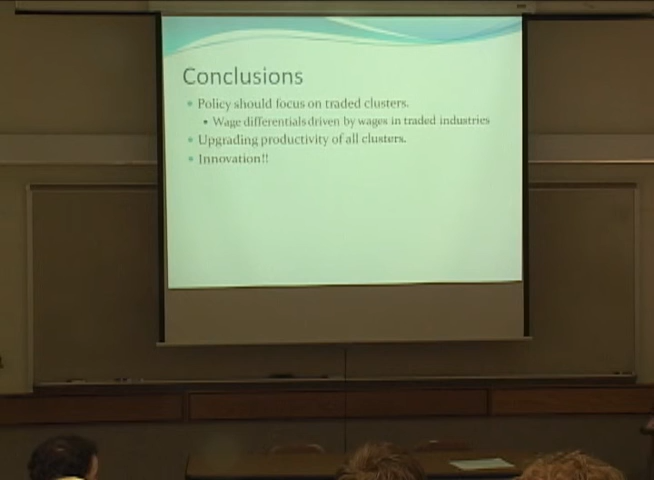 Conclusions
Policy should focus on traded clusters.
Wage differentials driven by wages in traded industries
Upgrading productivity of all clusters.
Innovation!!